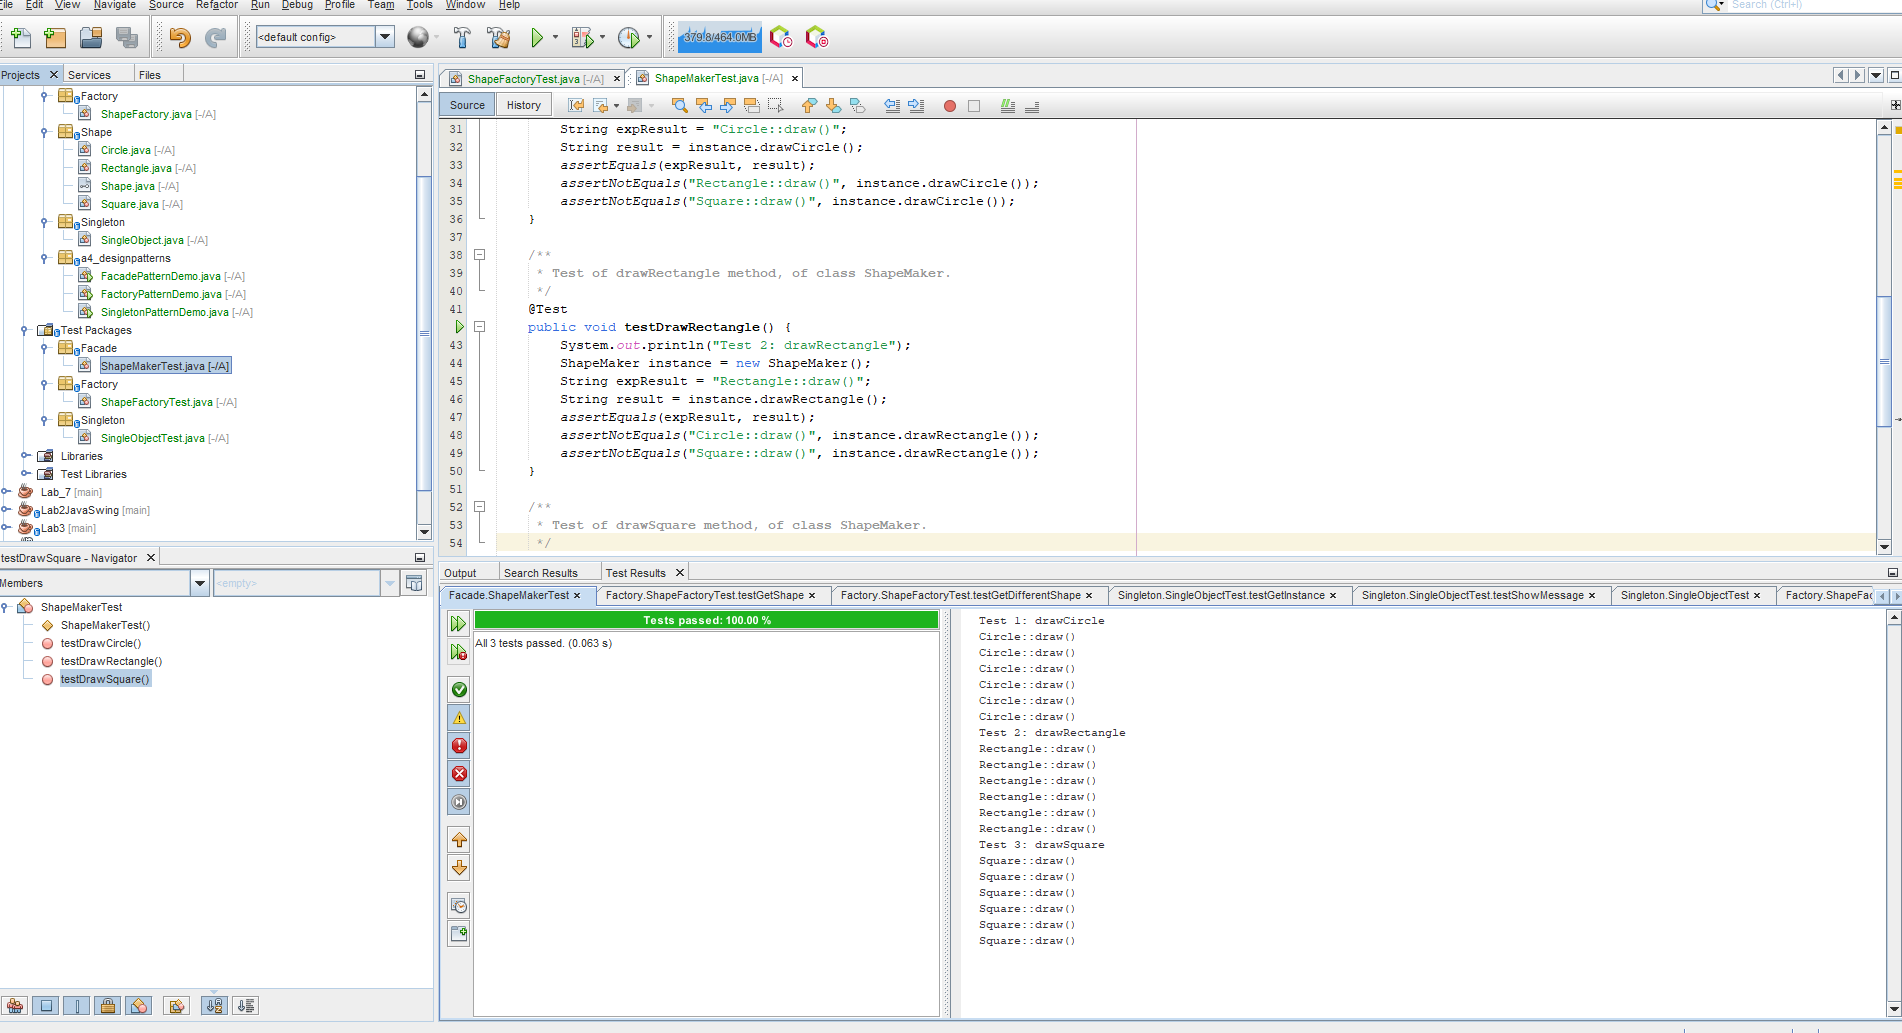 File Edit View Navigate Source Refactor Run Debug Profile Team Tools Window Help
Search (Ctrl+I)
<default config>
379.8/464.0MB
Projects Services Files
Factory
ShapeFactory.java [-/A]
Shape
Circle.java [-/A]
Rectangle.java [-/A]
Shape.java [-/A]
Square.java [-/A]
Singleton
SingleObject.java [-/A]
a4_designpatterns
FacadePatternDemo.java [-/A]
FactoryPatternDemo.java [-/A]
SingletonPatternDemo.java [-/A]
Test Packages
Facade
ShapeMakerTest.java [-/A]
Factory
ShapeFactoryTest.java [-/A]
Singleton
SingleObjectTest.java [-/A]
Libraries
Test Libraries
Lab_7 [main]
Lab2JavaSwing [main]
Lab3 [main]
testDrawSquare - Navigator
Members
<empty>
ShapeMakerTest
ShapeMakerTest()
testDrawCircle()
testDrawRectangle()
testDrawSquare()
ShapeFactoryTest.java [-/A] ShapeMakerTest.java [-/A]
Source History
31 String expResult = "Circle::draw()";
32 String result = instance.drawCircle();
33 assertEquals(expResult, result);
34 assertNotEquals("Rectangle::draw()", instance.drawCircle());
35 assertNotEquals("Square::draw()", instance.drawCircle());
36 }
37
38 /**
39 * Test of drawRectangle method, of class ShapeMaker.
40 */
41 @Test
public void testDrawRectangle() {
43 System.out.println("Test 2: drawRectangle");
44 ShapeMaker instance = new ShapeMaker();
45 String expResult = "Rectangle::draw()";
46 String result = instance.drawRectangle();
47 assertEquals(expResult, result);
48 assertNotEquals("Circle::draw()", instance.drawRectangle());
49 assertNotEquals("Square::draw()", instance.drawRectangle());
50 }
51
52 /**
53 * Test of drawSquare method, of class ShapeMaker.
54 */
Output Search Results Test Results
Facade.ShapeMakerTest Factory.ShapeFactoryTest.testGetShape Factory.ShapeFactoryTest.testGetDifferentShape Singleton.SingleObjectTest.testGetInstance Singleton.SingleObjectTest.testShowMessage Singleton.SingleObjectTest Factory.ShapeFac
Tests passed: 100.00 %
All 3 tests passed. (0.063 s)
Test 1: drawCircle
Circle::draw()
Circle::draw()
Circle::draw()
Circle::draw()
Circle::draw()
Circle::draw()
Test 2: drawRectangle
Rectangle::draw()
Rectangle::draw()
Rectangle::draw()
Rectangle::draw()
Rectangle::draw()
Rectangle::draw()
Test 3: drawSquare
Square::draw()
Square::draw()
Square::draw()
Square::draw()
Square::draw()
Square::draw()